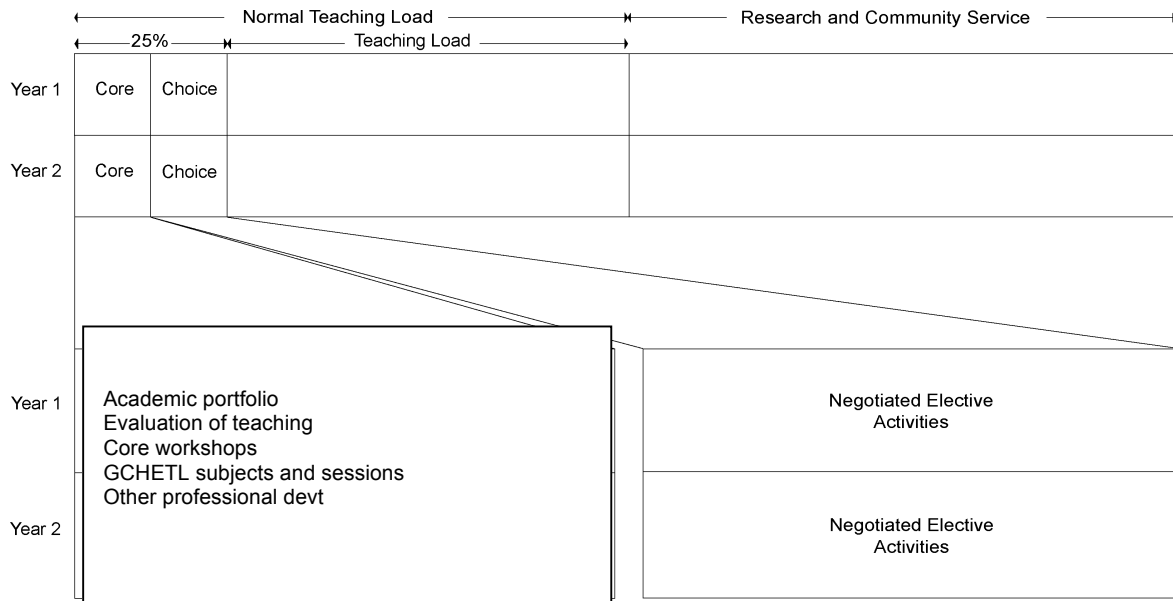 Normal Teaching Load Research and Community Service
25% Teaching Load
Year 1 Core Choice
Year 2 Core Choice
Year 1
Academic portfolio
Evaluation of teaching
Core workshops
GCHETL subjects and sessions
Other professional devt
Negotiated Elective
Activities
Year 2
Negotiated Elective
Activities